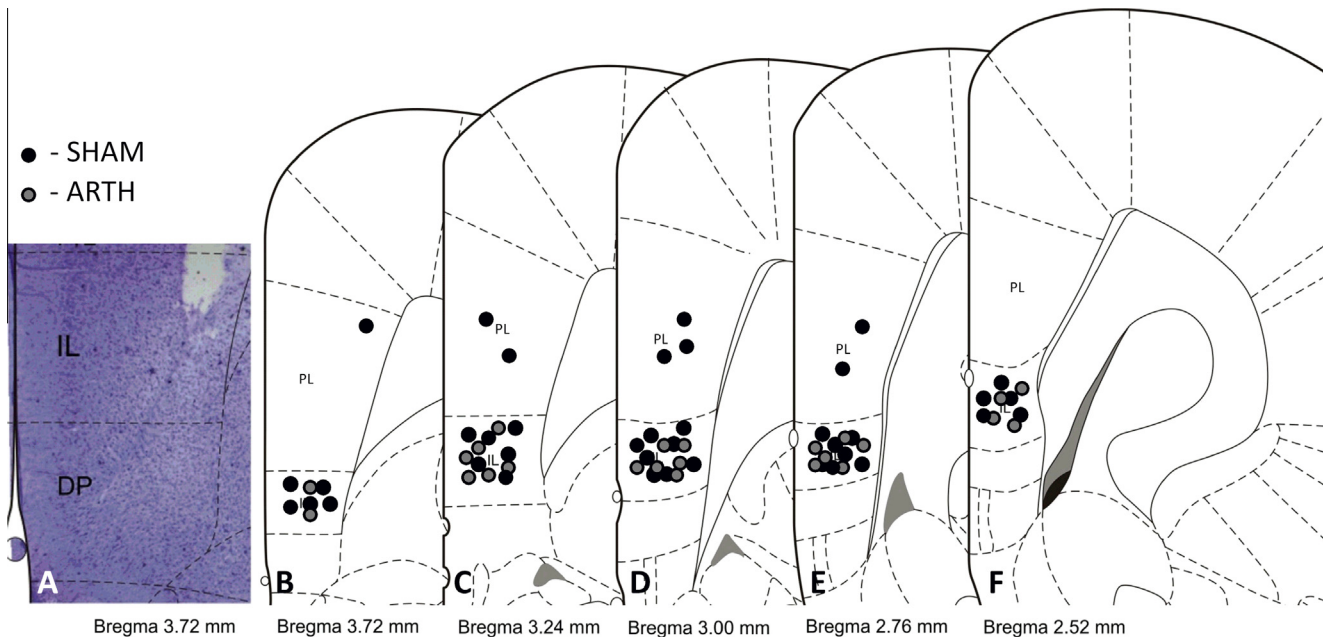 - SHAM
- ARTH
IL
DP
A
PL
B
PL
IL
C
PL
D
PL
E
PL
F
Bregma 3.72 mm
Bregma 3.72 mm
Bregma 3.24 mm
Bregma 3.00 mm
Bregma 2.76 mm
Bregma 2.52 mm